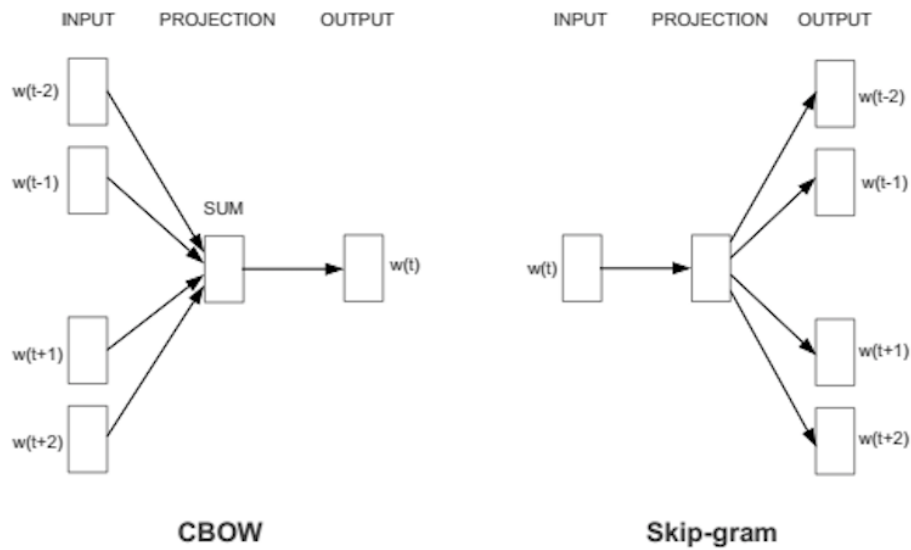 INPUT PROJECTION OUTPUT
w(t-2)
w(t-1)
SUM
w(t)
w(t+1)
w(t+2)
CBOW
INPUT PROJECTION OUTPUT
w(t-2)
w(t-1)
w(t)
w(t+1)
w(t+2)
Skip-gram